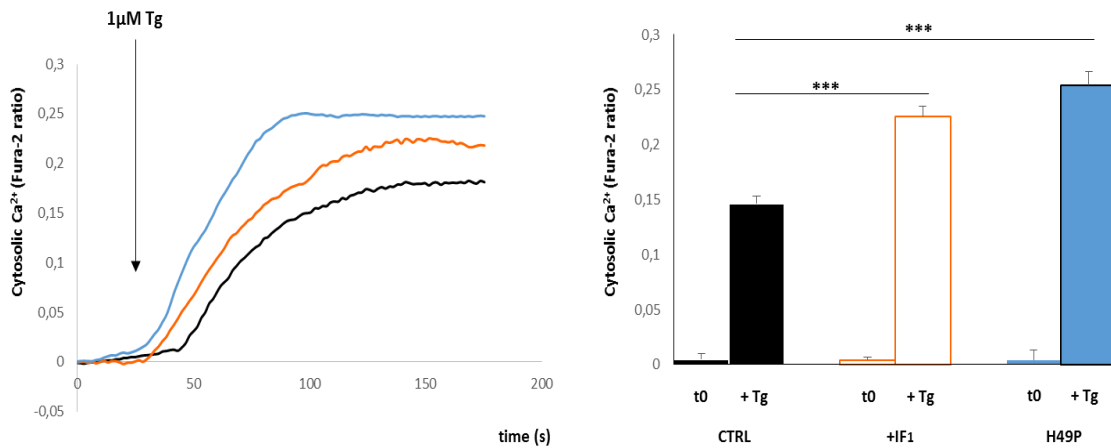 1µM Tg
Cytosolic Ca²⁺ (Fura-2 ratio)
0,3
0,25
0,2
0,15
0,1
0,05
0
-0,05
0 50 100 150 200
time (s)
Cytosolic Ca²⁺ (Fura-2 ratio)
0,3
0,25
0,2
0,15
0,1
0,05
0
***
***
t0 + Tg t0 + Tg t0 + Tg
CTRL +IF1 H49P